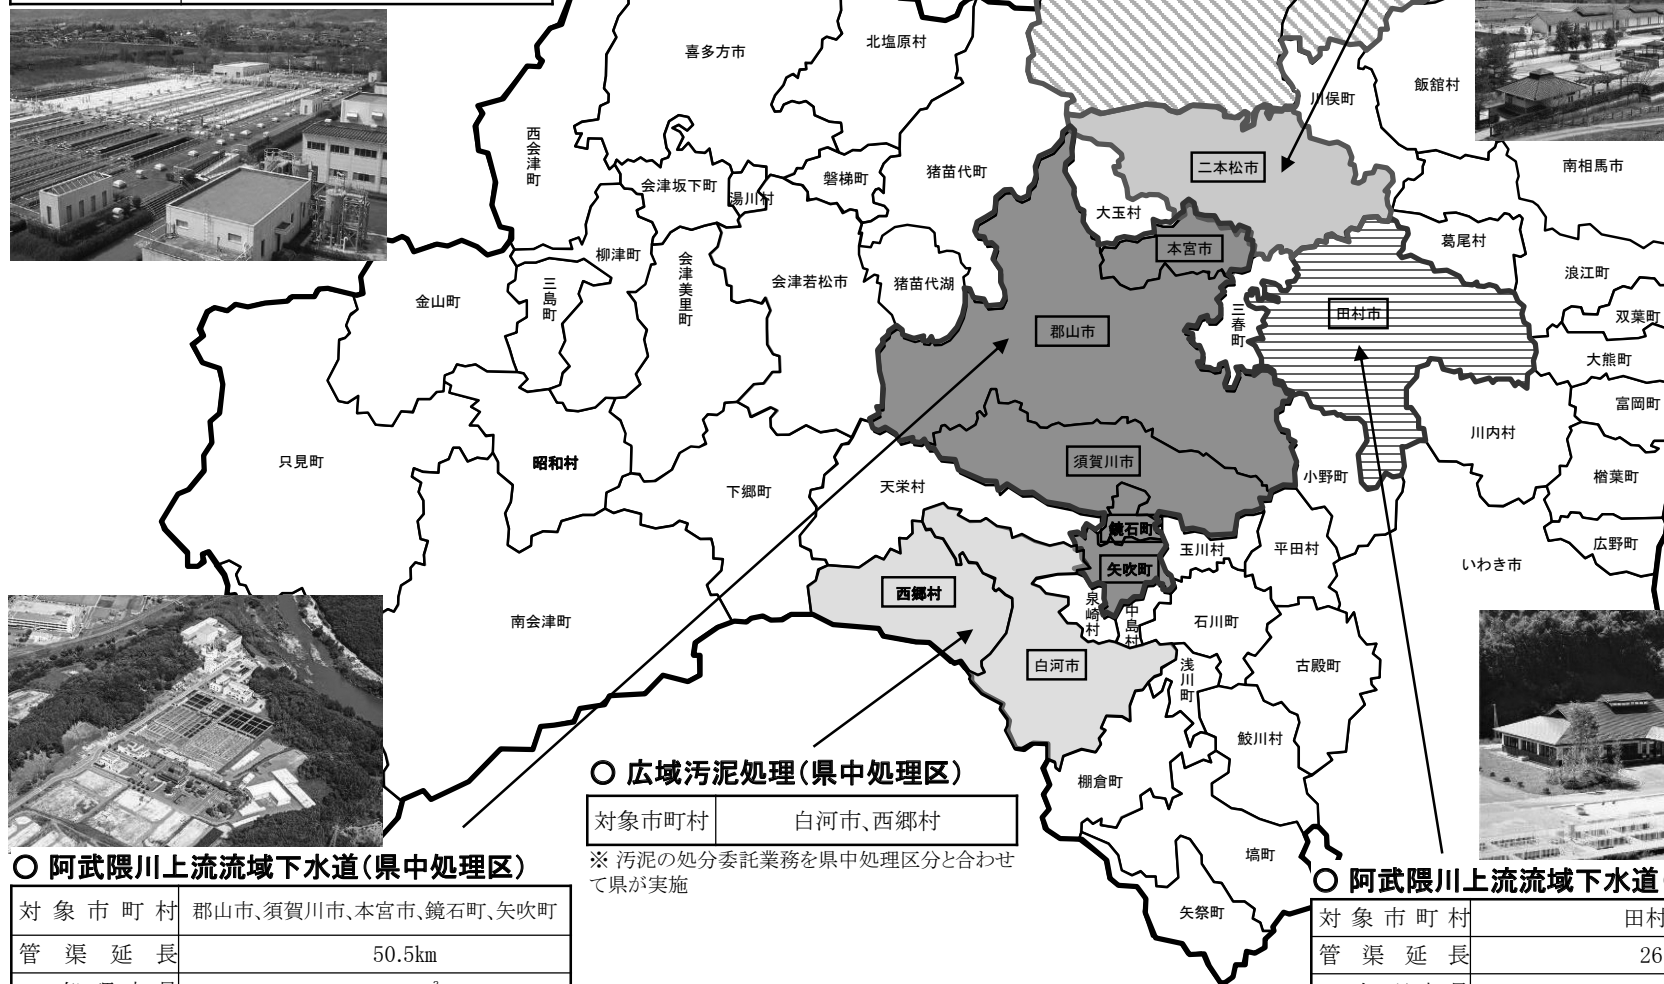 喜多方市
北塩原村
川俣町
飯舘村
西会津町
会津坂下町
湯川村
磐梯町
猪苗代町
二本松市
南相馬市
大玉村
本宮市
葛尾村
柳津町
会津美里町
会津若松市
猪苗代湖
浪江町
金山町
三島町
郡山市
三春町
田村市
双葉町
大熊町
富岡町
川内村
只見町
昭和村
須賀川市
小野町
楢葉町
下郷町
天栄村
鏡石町
玉川村
平田村
広野町
矢吹町
いわき市
西郷村
泉崎村
中島村
石川町
南会津町
白河市
浅川町
古殿町
鮫川村
棚倉町
塙町
矢祭町
○ 広域汚泥処理(県中処理区)
対象市町村 白河市、西郷村
※ 汚泥の処分委託業務を県中処理区分と合わせ
て県が実施
○ 阿武隈川上流流域下水道(県中処理区)
対象市町村 郡山市、須賀川市、本宮市、鏡石町、矢吹町
管渠延長 50.5km
○ 阿武隈川上流流域下水道
対象市町村 田村
管渠延長 26